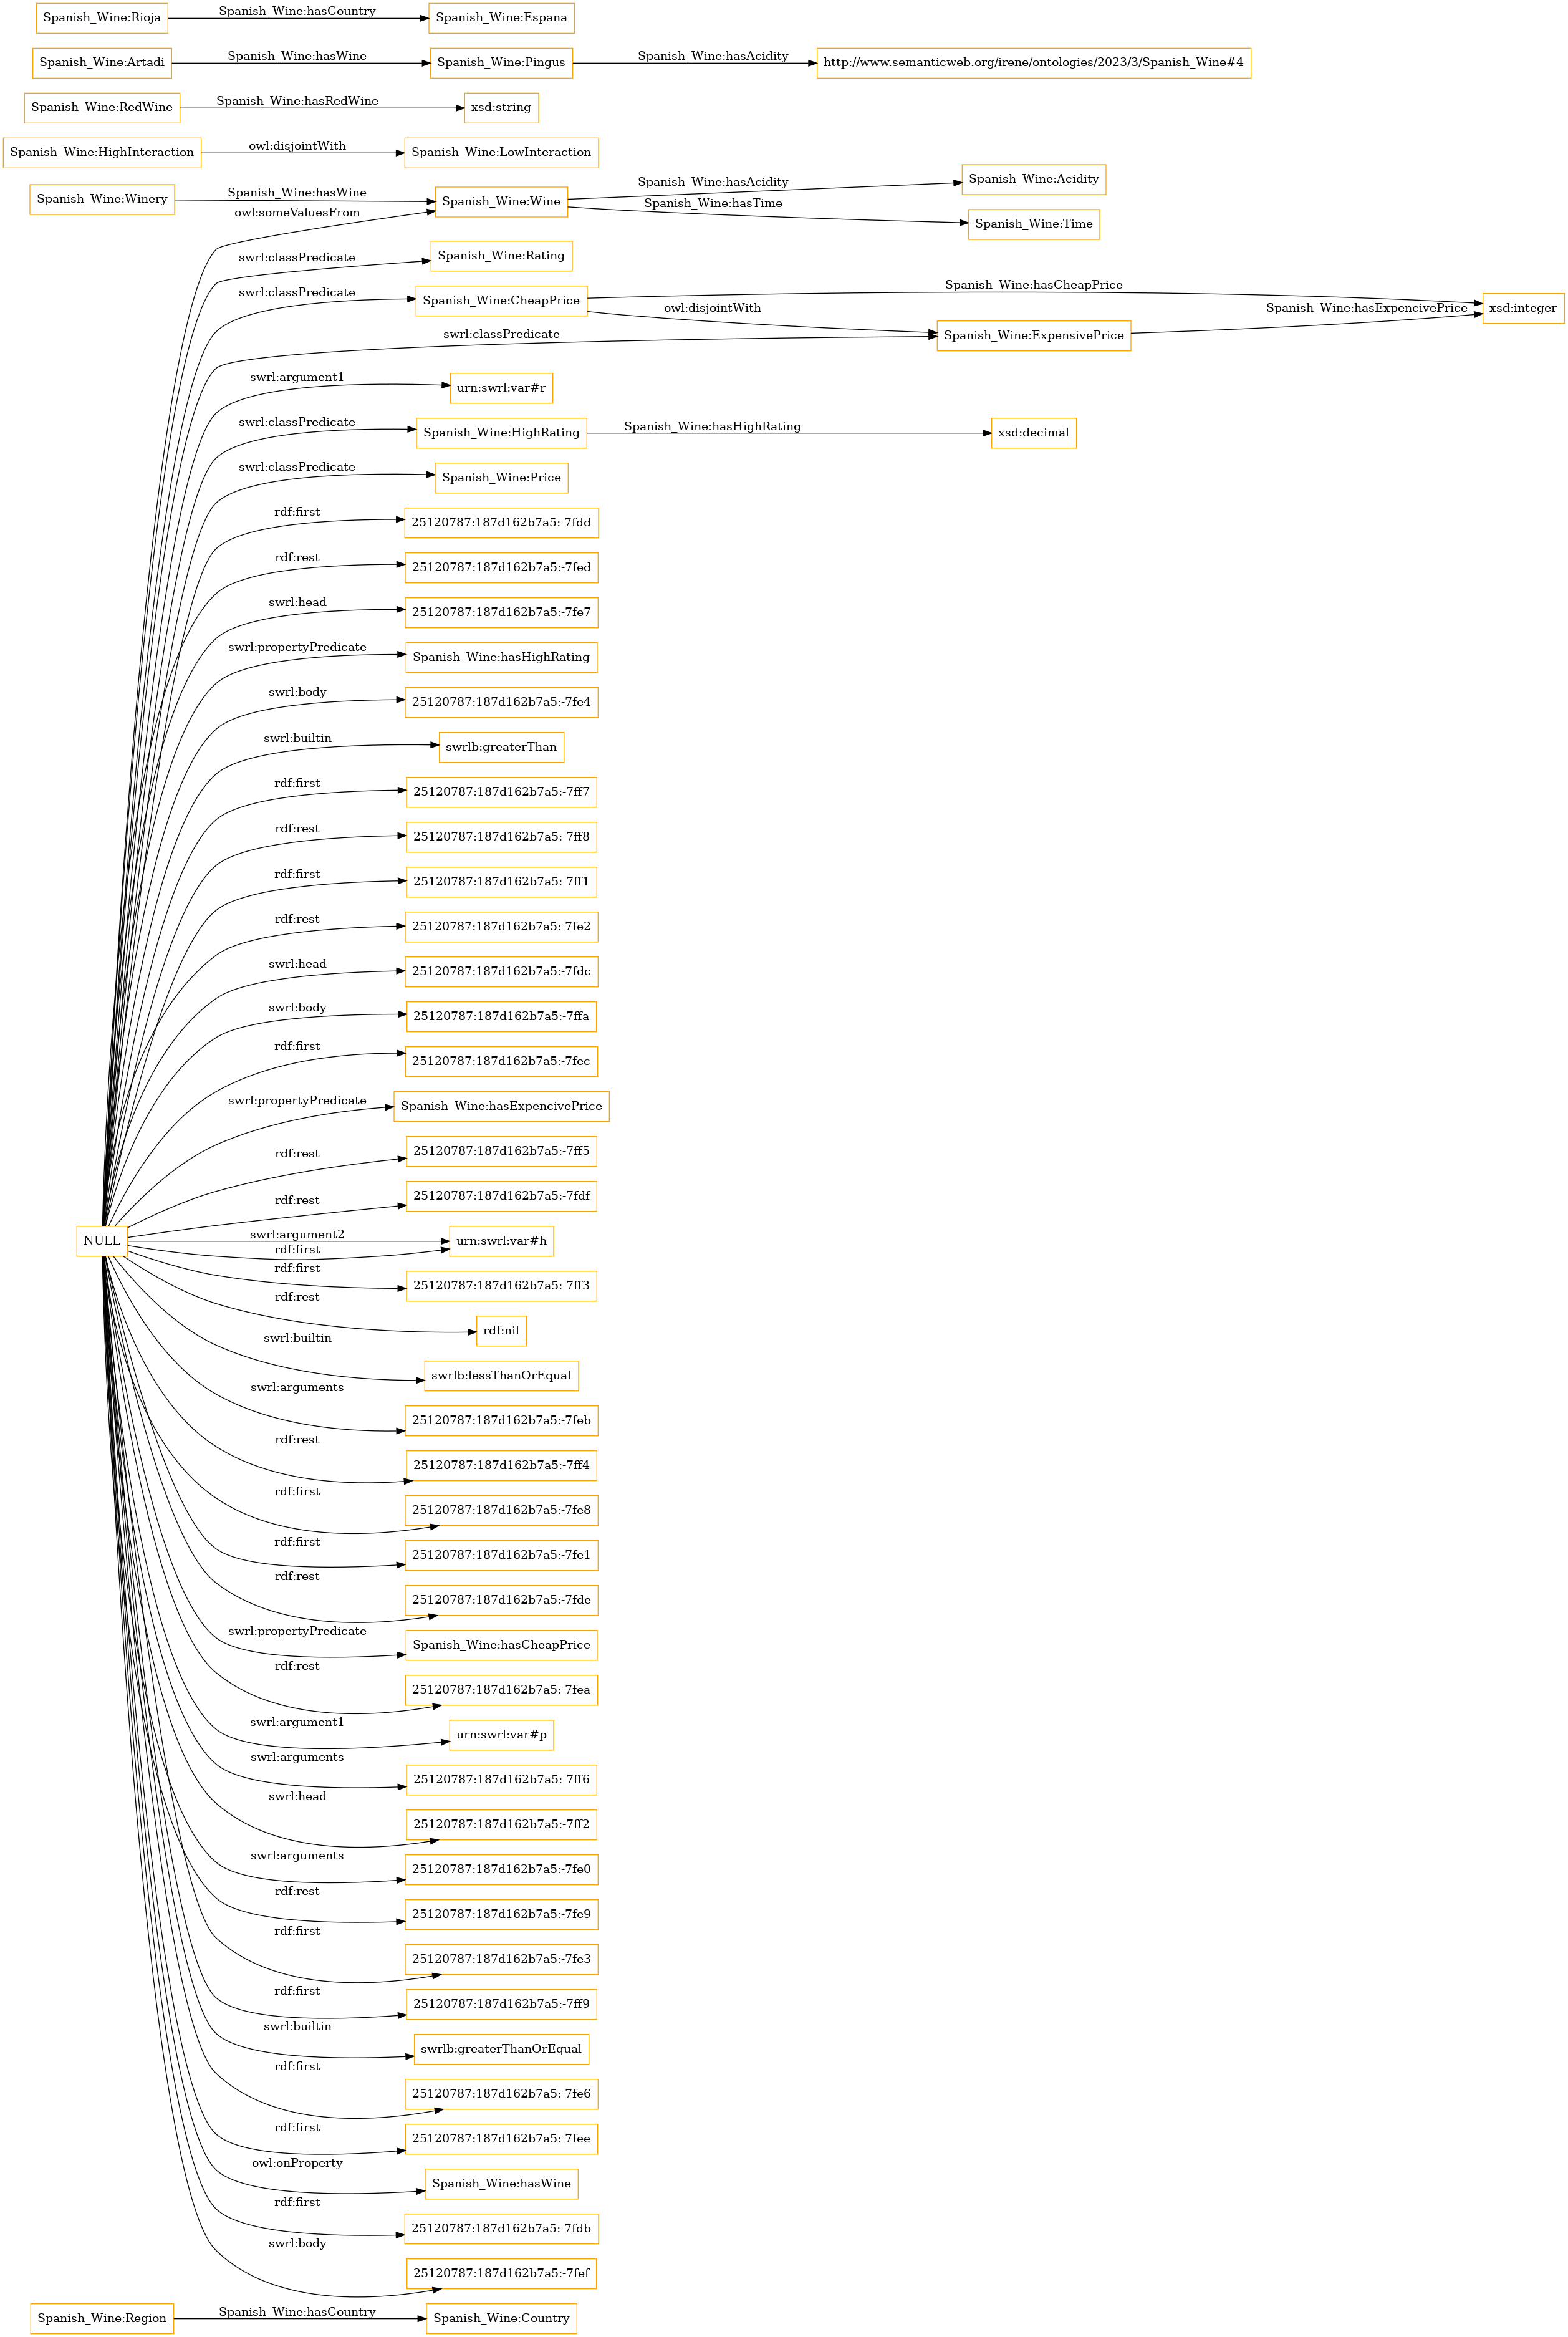 Spanish_Wine:Rioja Spanish_Wine:hasCountry Spanish_Wine:Espana
Spanish_Wine:Artadi Spanish_Wine:hasWine Spanish_Wine:Pingus Spanish_Wine:hasAcidity http://www.semanticweb.org/irene/ontologies/2023/3/Spanish_Wine#4
Spanish_Wine:RedWine Spanish_Wine:hasRedWine xsd:string
Spanish_Wine:HighInteraction owl:disjointWith Spanish_Wine:LowInteraction
Spanish_Wine:Winery Spanish_Wine:hasWine Spanish_Wine:Wine Spanish_Wine:hasAcidity Spanish_Wine:Acidity
owl:someValuesFrom Spanish_Wine:hasTime Spanish_Wine:Time
swrl:classPredicate Spanish_Wine:Rating
swrl:classPredicate Spanish_Wine:CheapPrice Spanish_Wine:hasCheapPrice xsd:integer
owl:disjointWith Spanish_Wine:hasExpencivePrice
swrl:classPredicate Spanish_Wine:ExpensivePrice
swrl:argument1 urn:swrl:var#r
swrl:classPredicate Spanish_Wine:HighRating Spanish_Wine:hasHighRating xsd:decimal
swrl:classPredicate Spanish_Wine:Price
rdf:first 25120787:187d162b7a5:-7fdd
rdf:rest 25120787:187d162b7a5:-7fed
swrl:head 25120787:187d162b7a5:-7fe7
swrl:propertyPredicate Spanish_Wine:hasHighRating
swrl:body 25120787:187d162b7a5:-7fe4
swrl:builtin swrlb:greaterThan
rdf:first 25120787:187d162b7a5:-7ff7
rdf:rest 25120787:187d162b7a5:-7ff8
rdf:first 25120787:187d162b7a5:-7ff1
rdf:rest 25120787:187d162b7a5:-7fe2
swrl:head 25120787:187d162b7a5:-7fdc
swrl:body 25120787:187d162b7a5:-7ffa
rdf:first 25120787:187d162b7a5:-7fec
swrl:propertyPredicate Spanish_Wine:hasExpencivePrice
rdf:rest 25120787:187d162b7a5:-7ff5
rdf:rest 25120787:187d162b7a5:-7fdf
NULL swrl:argument2 urn:swrl:var#h
rdf:first
rdf:first 25120787:187d162b7a5:-7ff3
rdf:rest rdf:nil
swrl:builtin swrlb:lessThanOrEqual
swrl:arguments 25120787:187d162b7a5:-7feb
rdf:rest 25120787:187d162b7a5:-7ff4
rdf:first 25120787:187d162b7a5:-7fe8
rdf:first 25120787:187d162b7a5:-7fe1
rdf:rest 25120787:187d162b7a5:-7fde
swrl:propertyPredicate Spanish_Wine:hasCheapPrice
rdf:rest 25120787:187d162b7a5:-7fea
swrl:argument1 urn:swrl:var#p
swrl:arguments 25120787:187d162b7a5:-7ff6
swrl:head 25120787:187d162b7a5:-7ff2
swrl:arguments 25120787:187d162b7a5:-7fe0
rdf:rest 25120787:187d162b7a5:-7fe9
rdf:first 25120787:187d162b7a5:-7fe3
rdf:first 25120787:187d162b7a5:-7ff9
swrl:builtin swrlb:greaterThanOrEqual
rdf:first 25120787:187d162b7a5:-7fe6
rdf:first 25120787:187d162b7a5:-7fee
owl:onProperty Spanish_Wine:hasWine
rdf:first 25120787:187d162b7a5:-7fdb
swrl:body 25120787:187d162b7a5:-7fef
Spanish_Wine:Region Spanish_Wine:hasCountry Spanish_Wine:Country